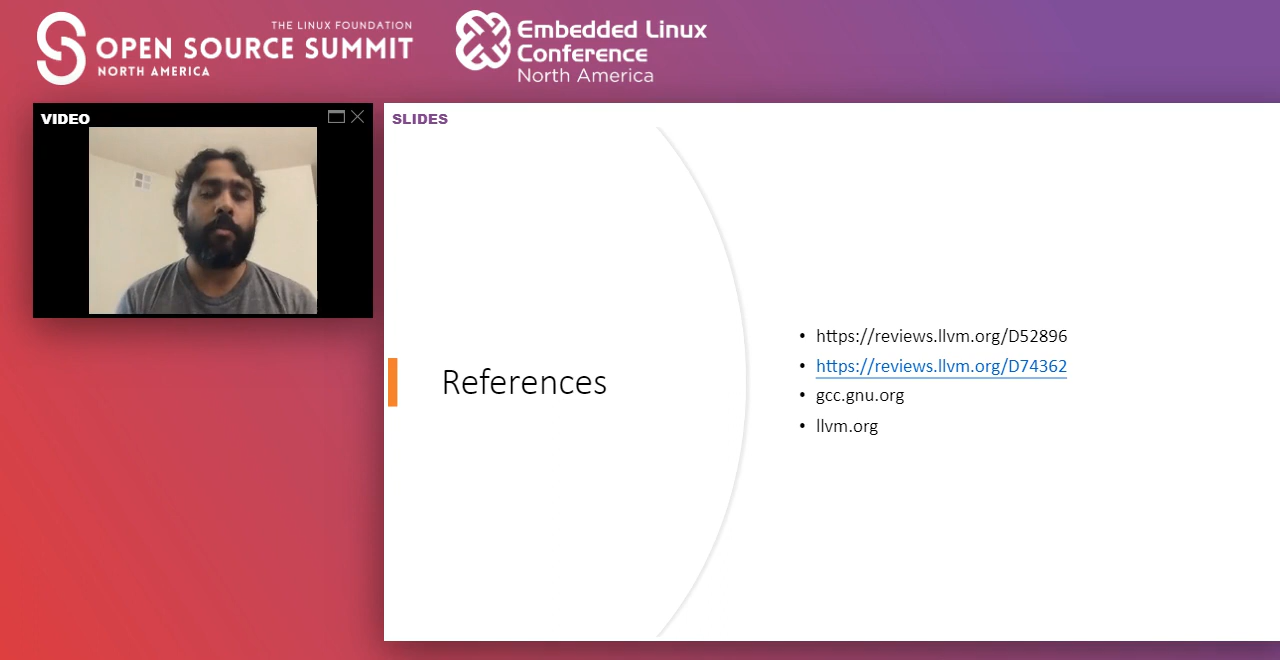 THE LINUX FOUNDATION
OPEN SOURCE SUMMIT
NORTH AMERICA
Embedded Linux
Conference
North America
VIDEO
SLIDES
References
• https://reviews.llvm.org/D52896
• https://reviews.llvm.org/D74362
• gcc.gnu.org
• llvm.org